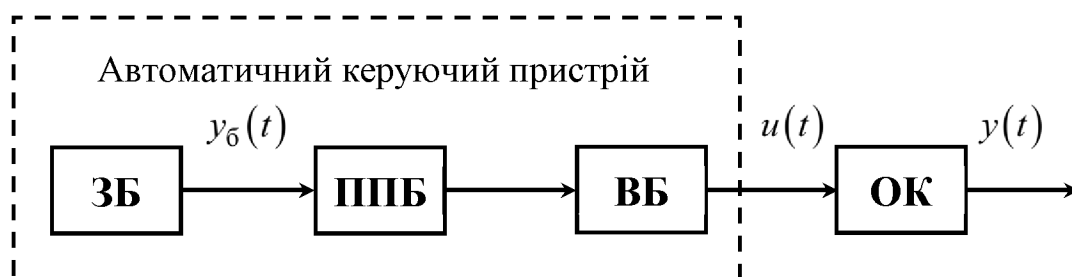 Автоматичний керуючий пристрій
y_б(t) u(t) y(t)
ЗБ ППБ ВБ ОК